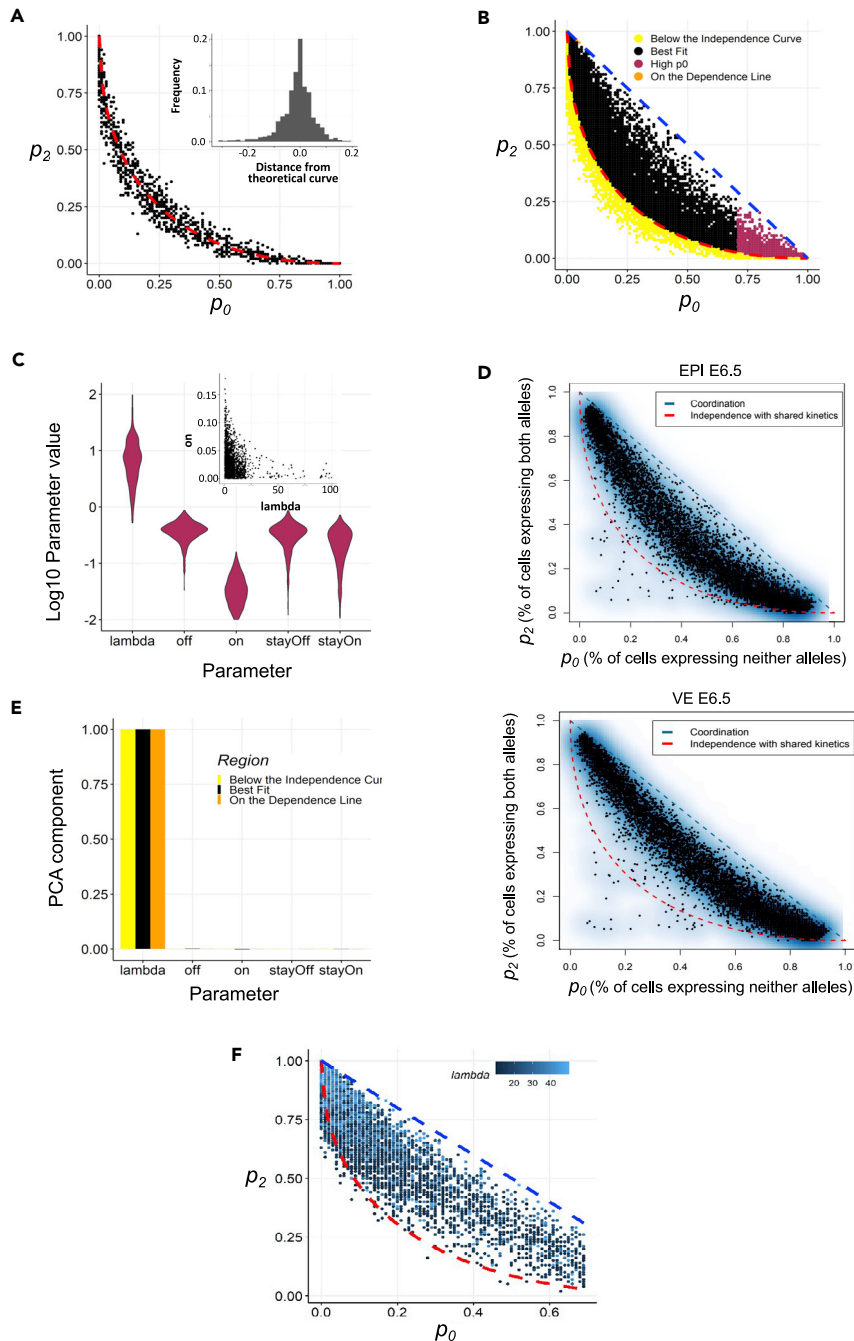 A
1.00
0.75
0.50
0.25
0.00
p2
0.00 0.25 0.50 0.75 1.00
p0
0.2
0.1
0.0
Frequency
-0.2 0.0 0.2
Distance from
theoretical curve
B
1.00
0.75
0.50
0.25
0.00
p2
0.00 0.25 0.50 0.75 1.00
p0
Below the Independence Curve
Best Fit
High p0
On the Dependence Line
C
2
1
0
-1
-2
Log10 Parameter value
lambda off on stayOff stayOn
Parameter
0.15
0.10
0.05
0.00
on
0 25 50 75 100
lambda
D
EPI E6.5
Coordination
Independence with shared kinetics
p2 (% of cells expressing both alleles)
0.0 0.2 0.4 0.6 0.8 1.0
0.0 0.2 0.4 0.6 0.8 1.0
p0 (% of cells expressing neither alleles)
VE E6.5
Coordination
Independence with shared kinetics
p2 (% of cells expressing both alleles)
0.0 0.2 0.4 0.6 0.8 1.0
0.0 0.2 0.4 0.6 0.8 1.0
p0 (% of cells expressing neither alleles)
E
1.00
0.75
0.50
0.25
0.00
PCA component
Region
Below the Independence Cur
Best Fit
On the Dependence Line
lambda off on stayOff stayOn
Parameter
F
1.00
0.75
0.50
0.25
0.00
p2
lambda
20 30 40
0.0 0.2 0.4 0.6
p0